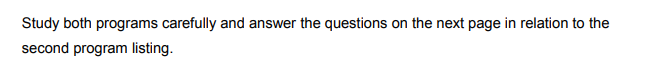 Study both programs carefully and answer the questions on the next page in relation to the
second program listing.